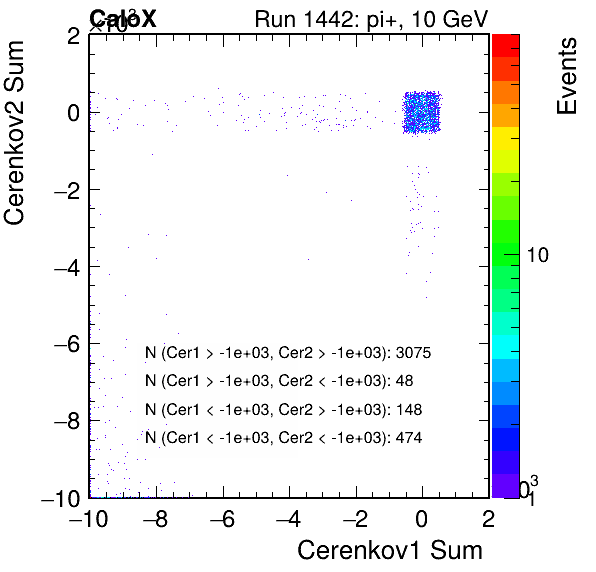 ×10³
CaloX
Run 1442: pi+, 10 GeV
Cerenkov2 Sum
Events
2
0
−2
−4
−6
−8
−10
10
1
N (Cer1 > -1e+03, Cer2 > -1e+03): 3075
N (Cer1 > -1e+03, Cer2 < -1e+03): 48
N (Cer1 < -1e+03, Cer2 > -1e+03): 148
N (Cer1 < -1e+03, Cer2 < -1e+03): 474
−10 −8 −6 −4 −2 0 2
Cerenkov1 Sum